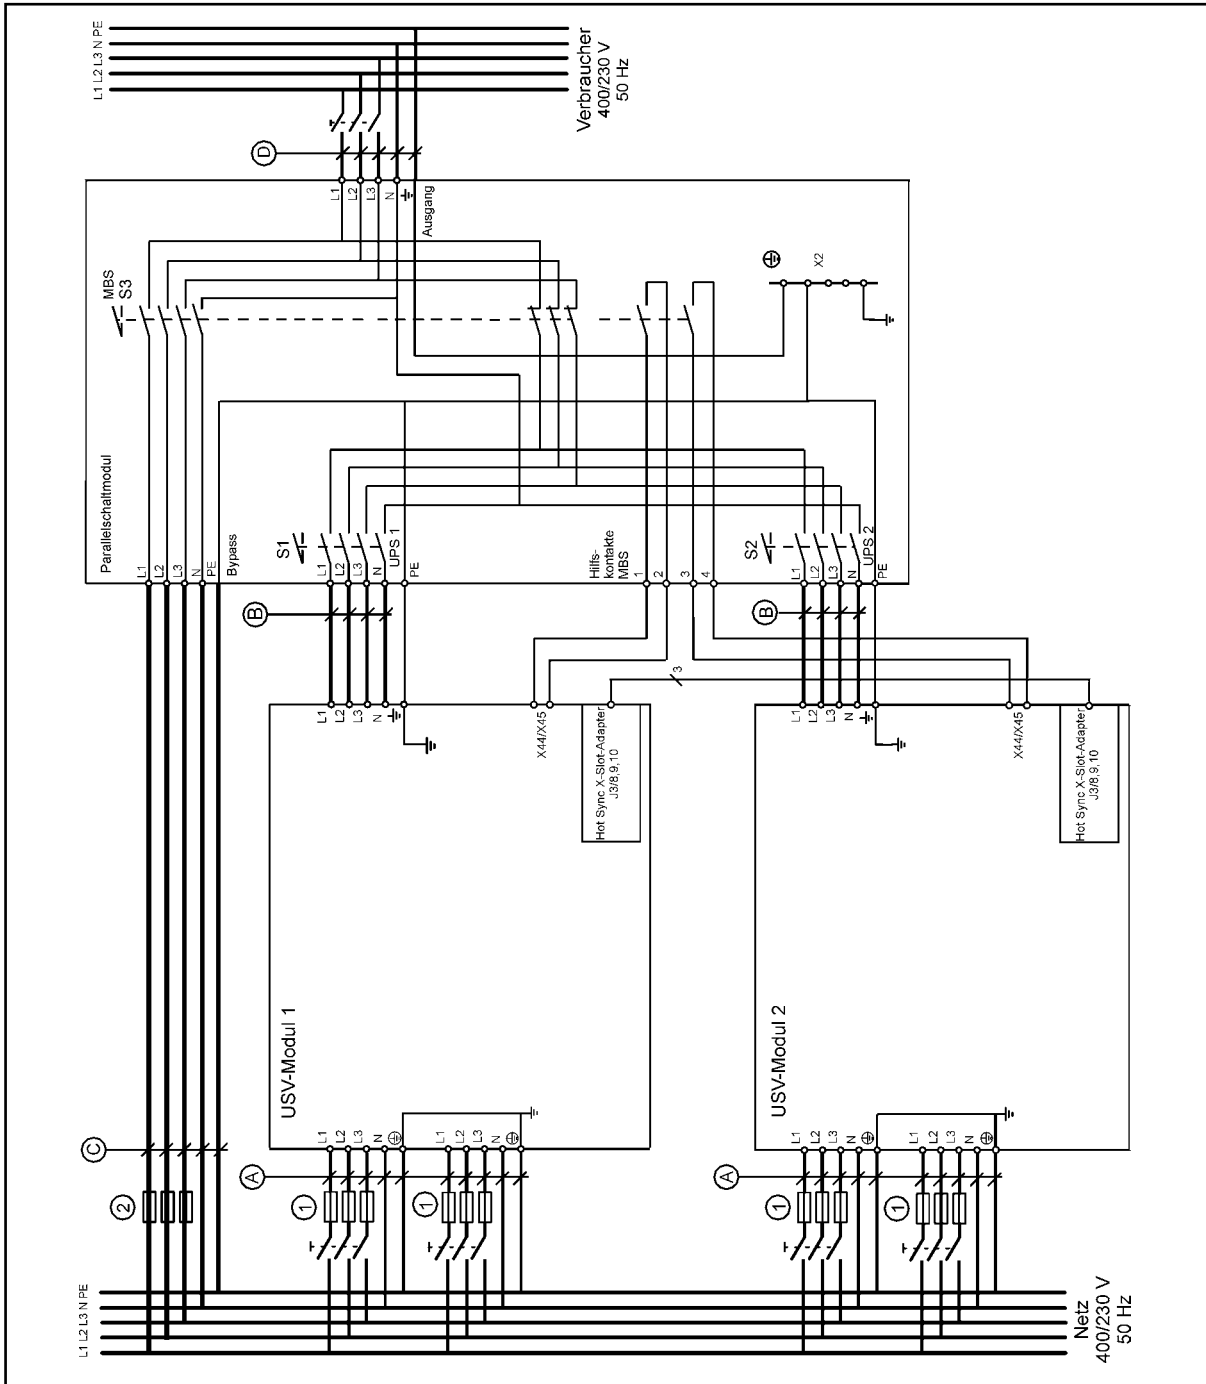 L1 L2 L3 N PE
Verbraucher
400/230 V
50 Hz
D
L1
L2
L3
N
Ausgang
MBS
S3
X2
Parallelschaltmodul
L1
L2
L3
N
PE
Bypass
S1
L1
L2
L3
N
UPS 1
PE
Hilfs-
kontakte
MBS
1
2
3
4
S2
L1
L2
L3
N
UPS 2
PE
B
B
3
L1
L2
L3
N
X44/X45
Hot Sync X-Slot-Adapter
J3/8,9,10
USV-Modul 1
L1
L2
L3
N
X44/X45
Hot Sync X-Slot-Adapter
J3/8,9,10
USV-Modul 2
L1
L2
L3
N
L1
L2
L3
N
L1
L2
L3
N
L1
L2
L3
N
C
A
A
2
1
1
1
1
L1 L2 L3 N PE
Netz
400/230 V
50 Hz